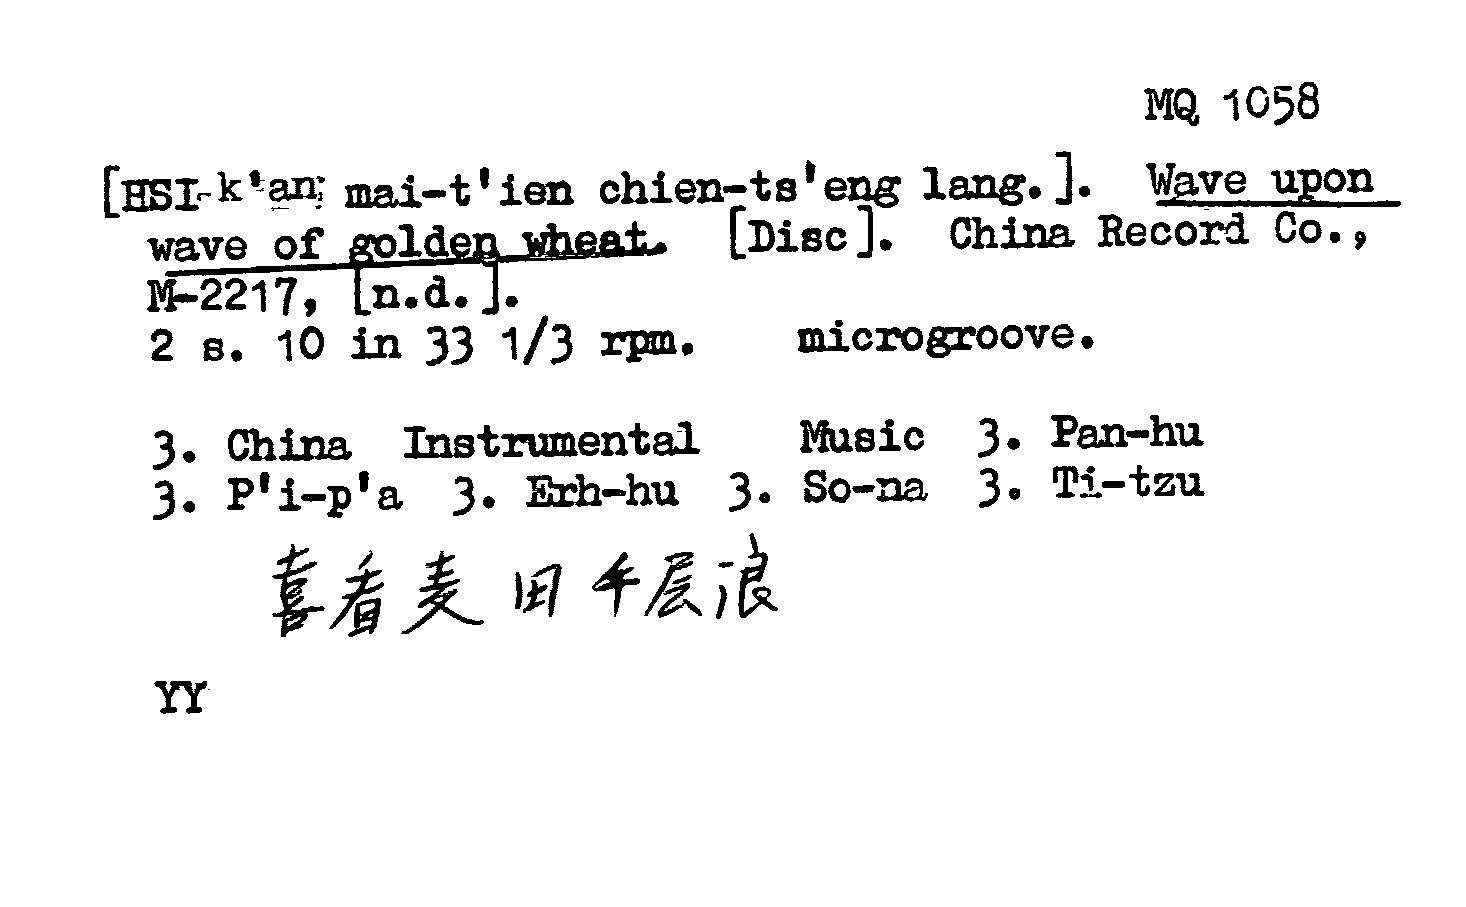 MQ 1058
[HSI-k'an mai-t'ien chien-ts'eng lang.]. Wave upon
wave of golden wheat. [Disc]. China Record Co.,
M-2217, [n.d.].
2 s. 10 in 33 1/3 rpm. microgroove.
3. China Instrumental Music 3. Pan-hu
3. P'i-p'a 3. Erh-hu 3. So-na 3. Ti-tzu
喜看麦田千层浪
YY